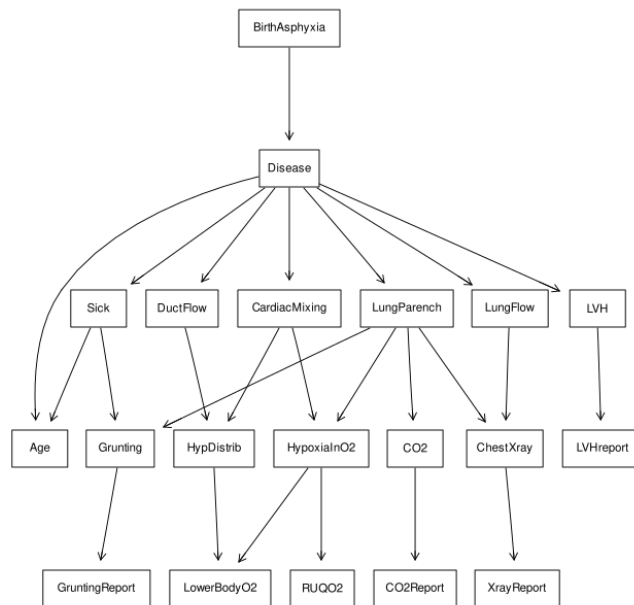 BirthAsphyxia
Disease
Sick DuctFlow CardiacMixing LungParench LungFlow LVH
Age Grunting HypDistrib HypoxiaInO2 CO2 ChestXray LVHreport
GruntingReport LowerBodyO2 RUQO2 CO2Report XrayReport